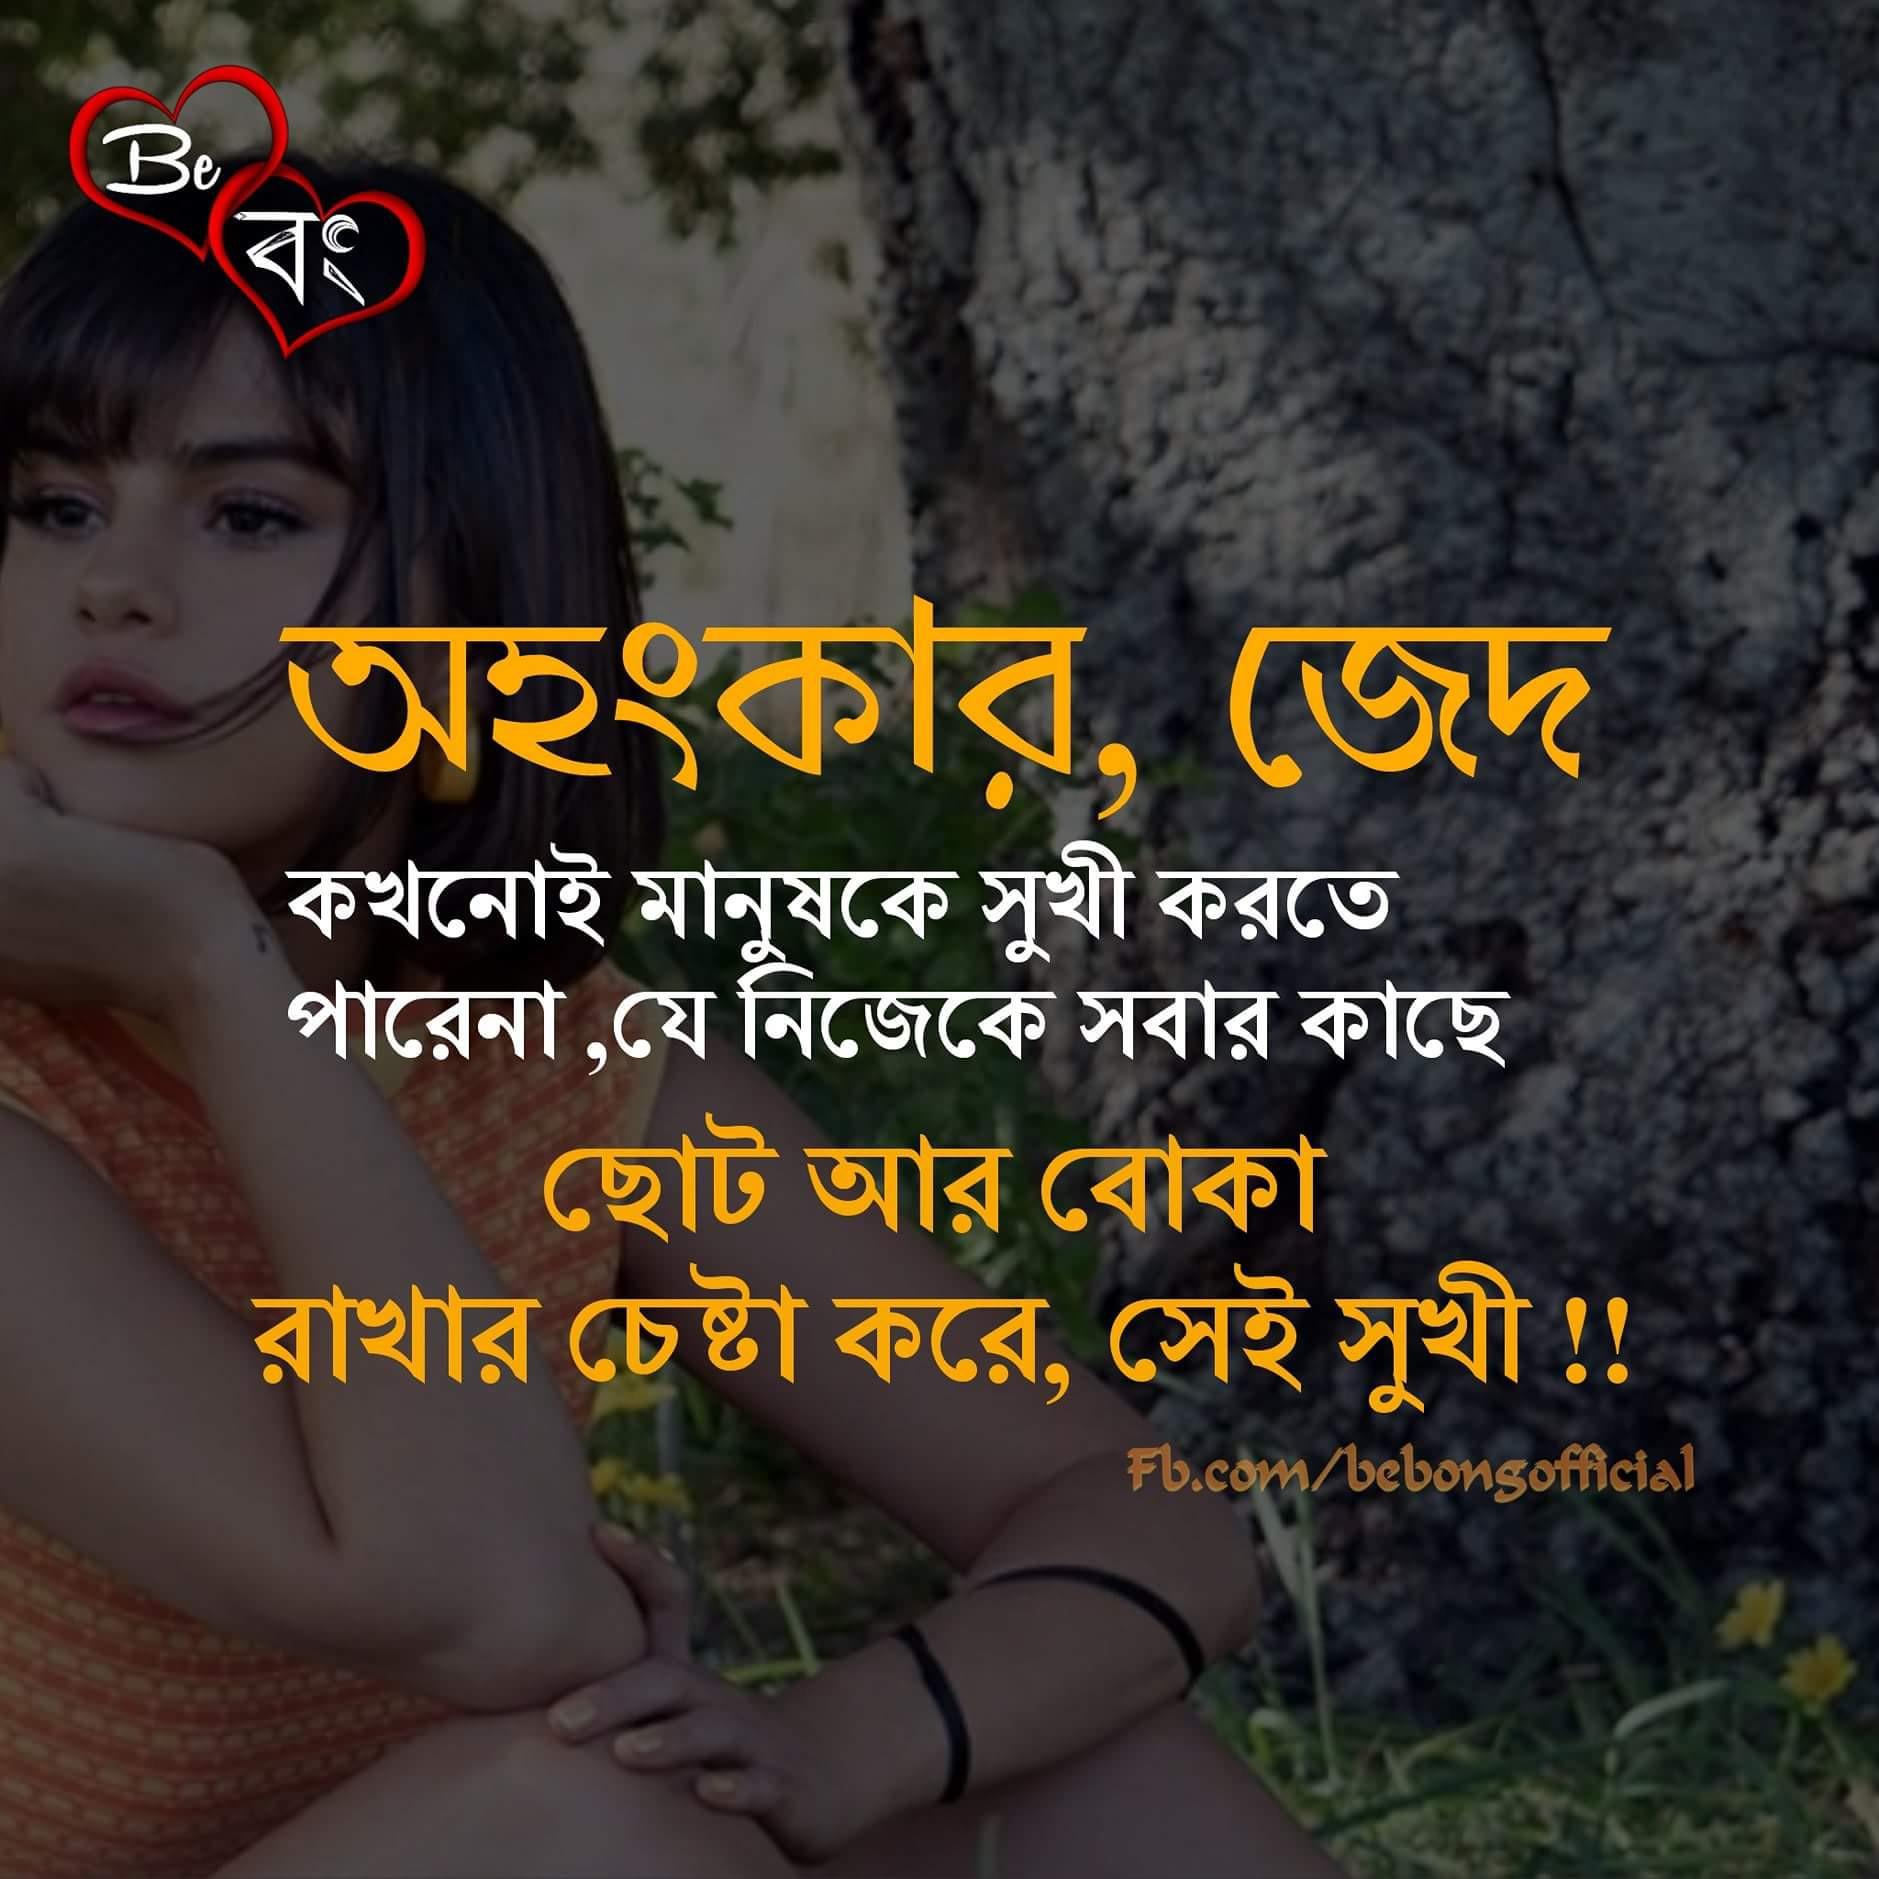 Be
বং
অহংকার, জেদ
কখনোই মানুষকে সুখী করতে
পারেনা ,যে নিজেকে সবার কাছে
ছোট আর বোকা
রাখার চেষ্টা করে, সেই সুখী !!
Fb.com/bebongofficial